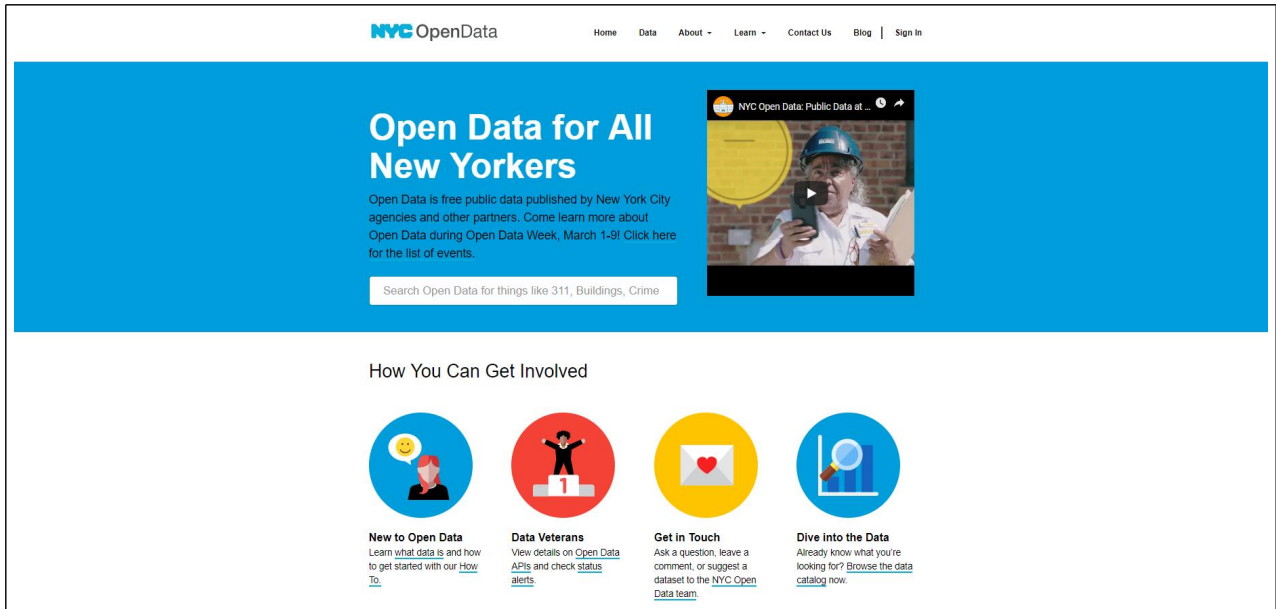 NYC OpenData
Home Data About Learn Contact Us Blog | Sign In
Open Data for All
New Yorkers
Open Data is free public data published by New York City
agencies and other partners. Come learn more about
Open Data during Open Data Week, March 1-9! Click here
for the list of events.
Search Open Data for things like 311, Buildings, Crime
NYC Open Data: Public Data at ...
How You Can Get Involved
1
New to Open Data
Learn what data is and how
to get started with our How
To.
Data Veterans
View details on Open Data
APIs and check status
alerts.
Get in Touch
Ask a question, leave a
comment, or suggest a
dataset to the NYC Open
Data team.
Dive into the Data
Already know what you're
looking for? Browse the data
catalog now.